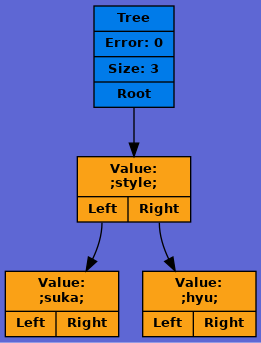 Tree
Error: 0
Size: 3
Root
Value:
;style;
Left Right
Value:
;suka;
Left Right
Value:
;hyu;
Left Right